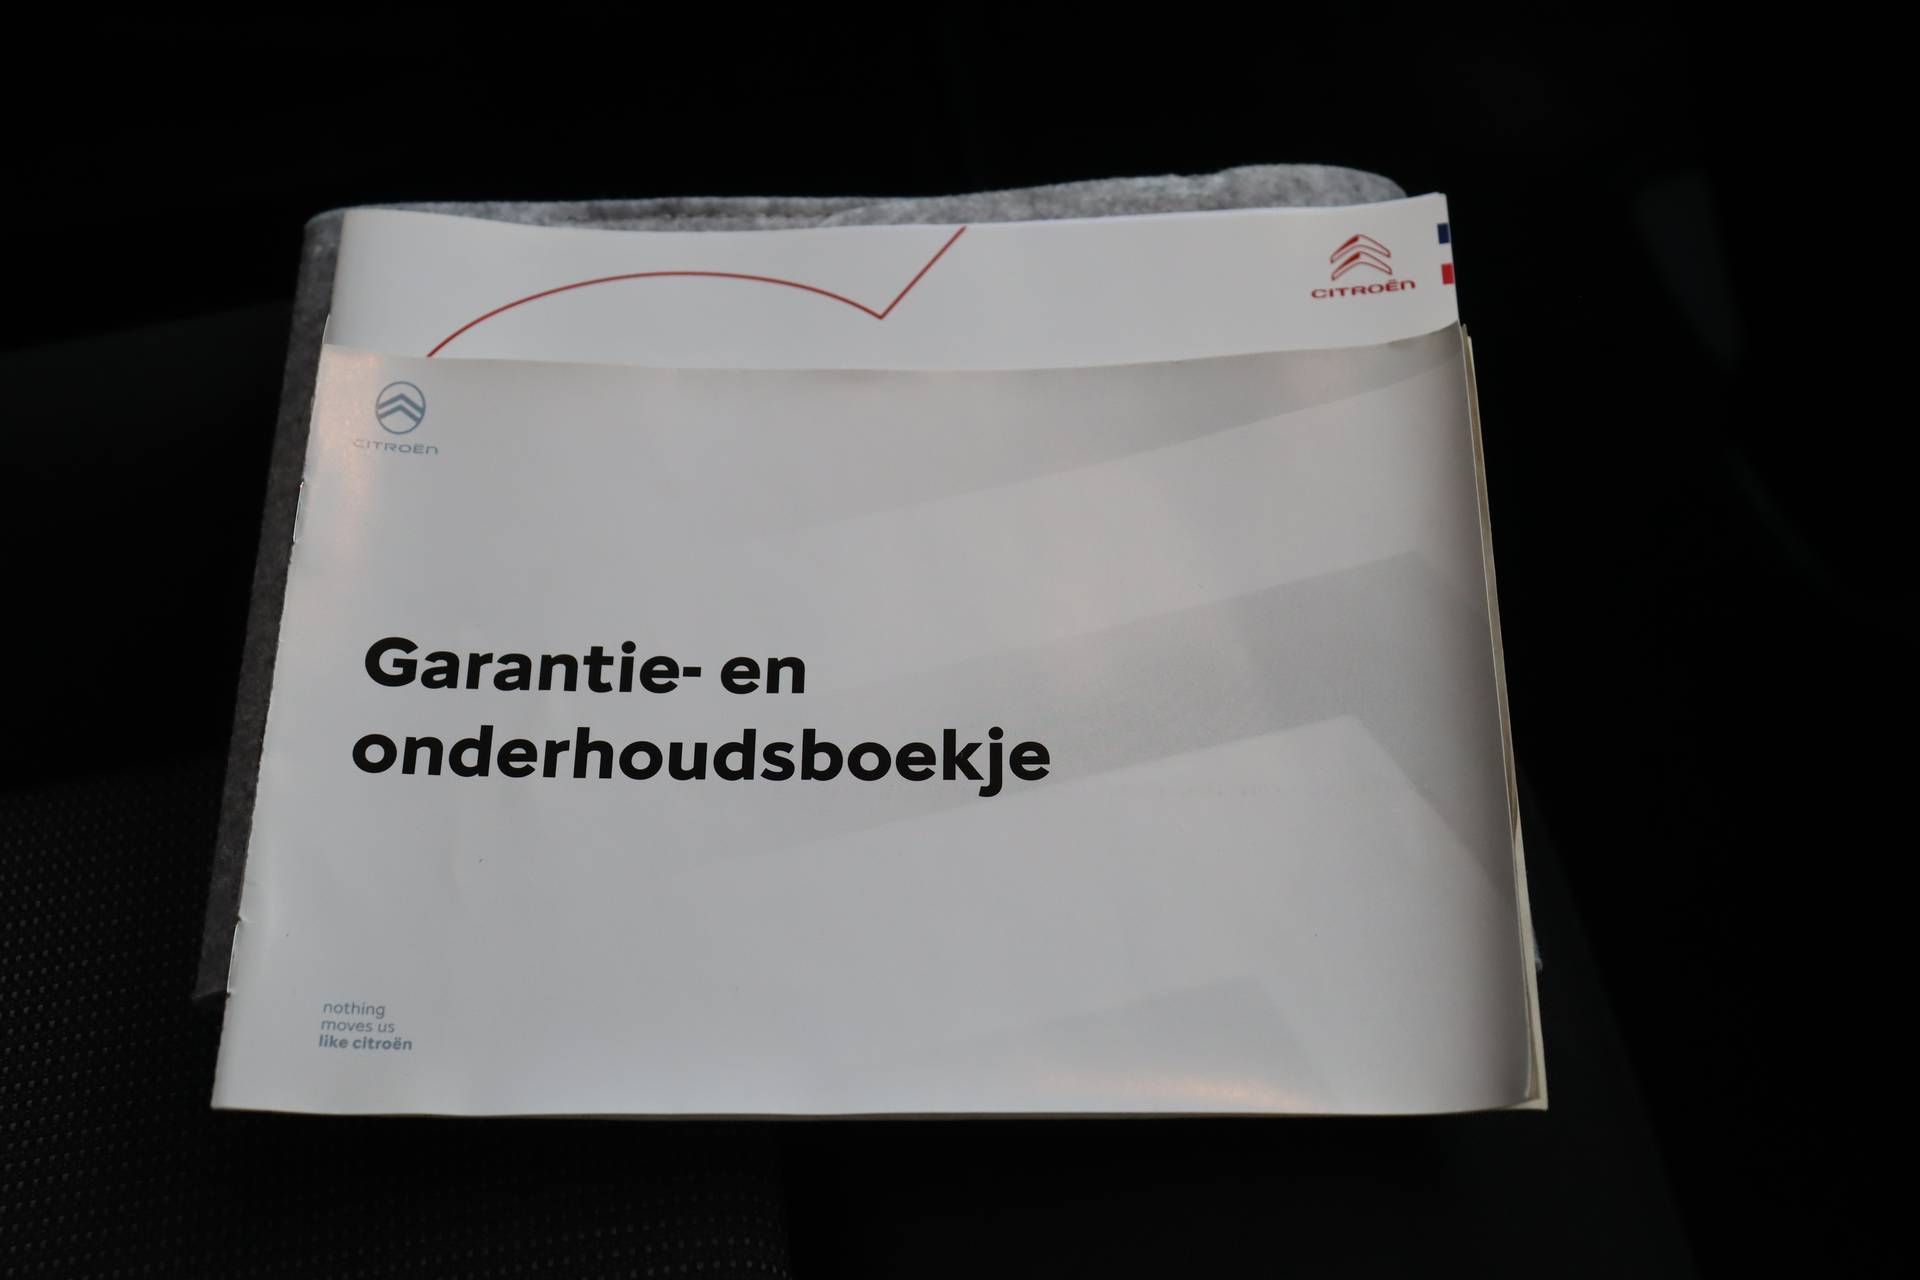 CITROËN
CITROËN
Garantie- en
onderhoudsboekje
nothing
moves us
like citroën